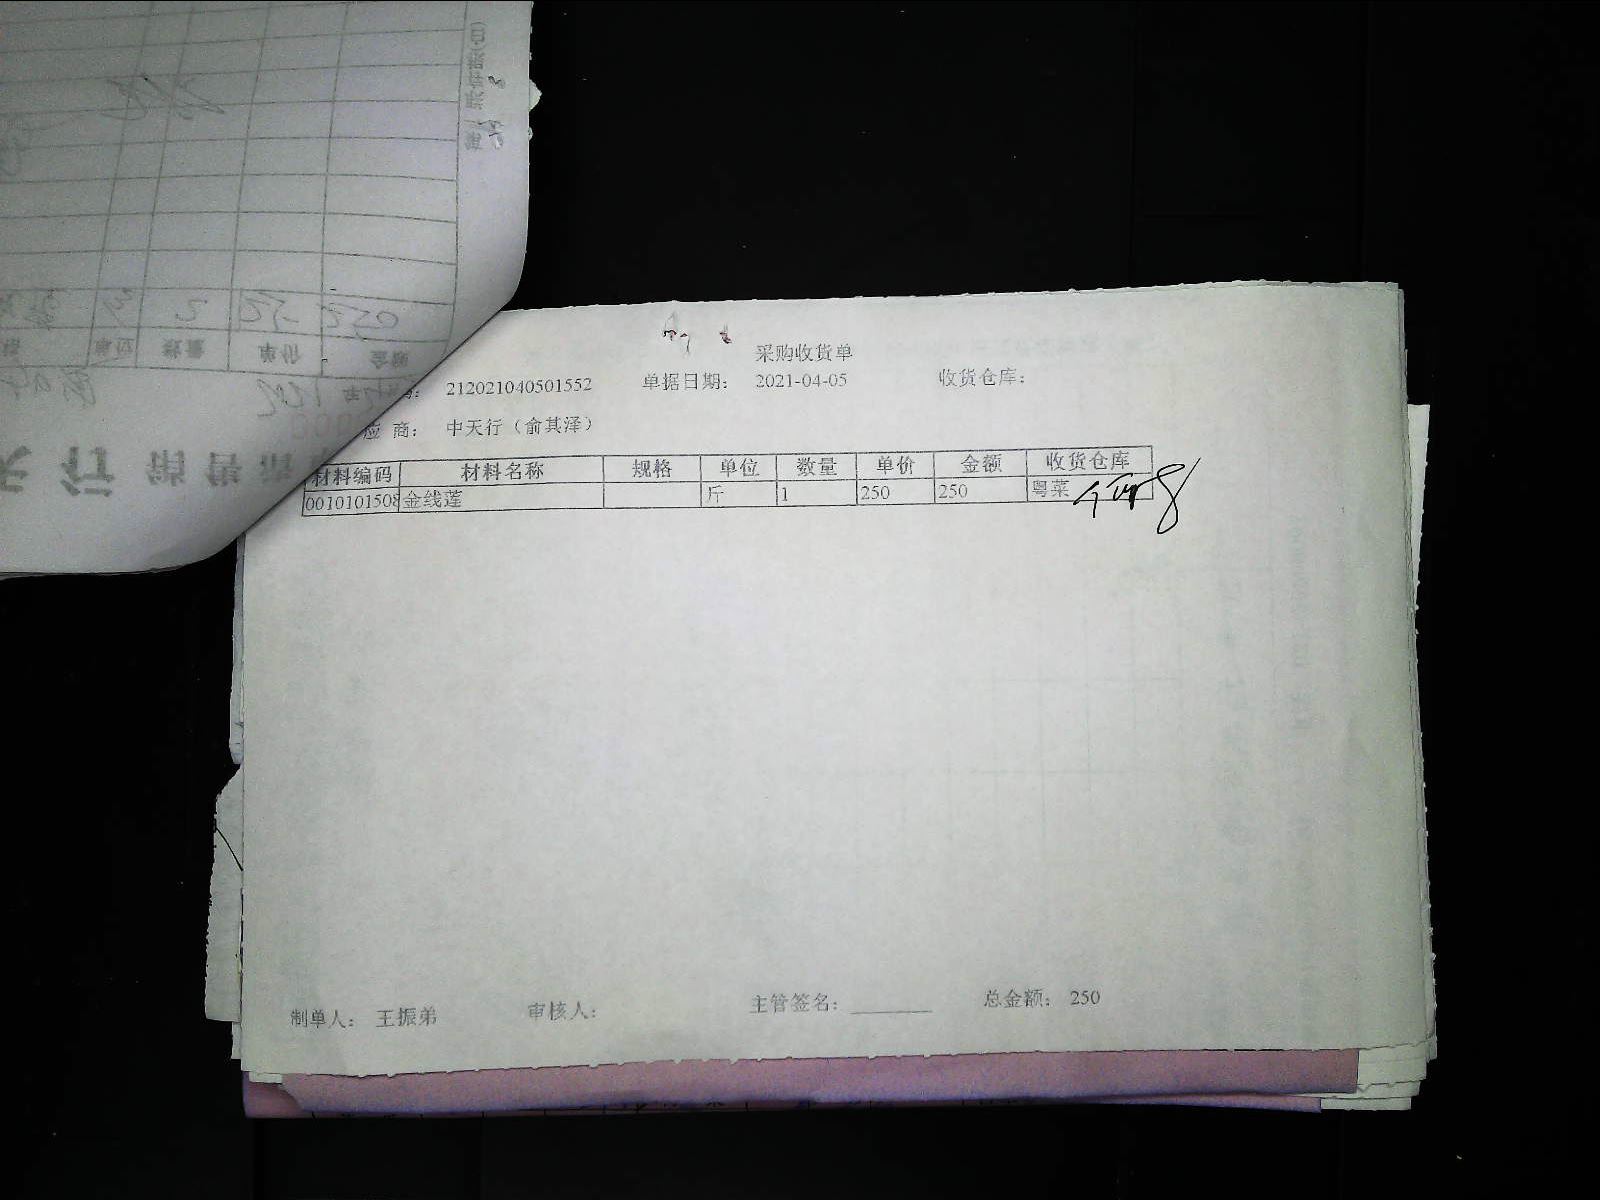 采购收货单
212021040501552 单据日期: 2021-04-05 收货仓库:
应 商: 中天行（俞其泽）
材料编码 材料名称 规格 单位 数量 单价 金额 收货仓库
0010101508 金线莲 斤 1 250 250 粤菜
制单人: 王振弟 审核人: 主管签名: ________ 总金额: 250